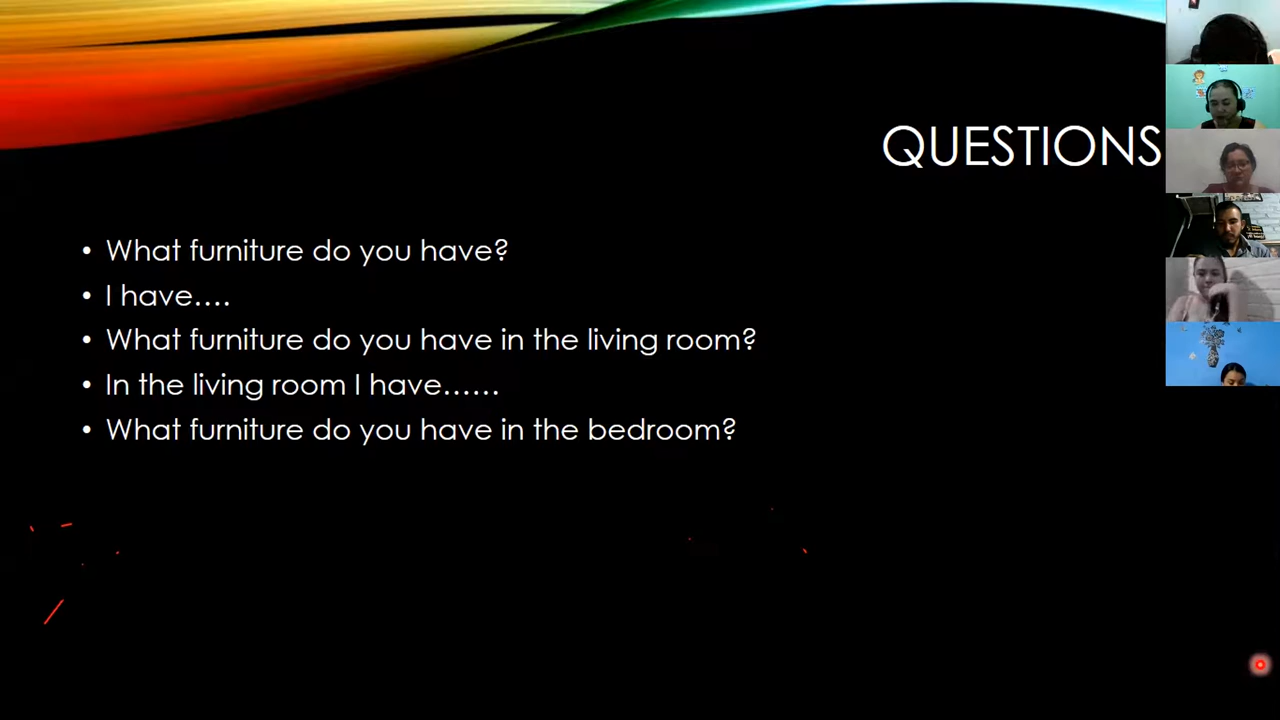 QUESTIONS
• What furniture do you have?
• I have....
• What furniture do you have in the living room?
• In the living room I have......
• What furniture do you have in the bedroom?